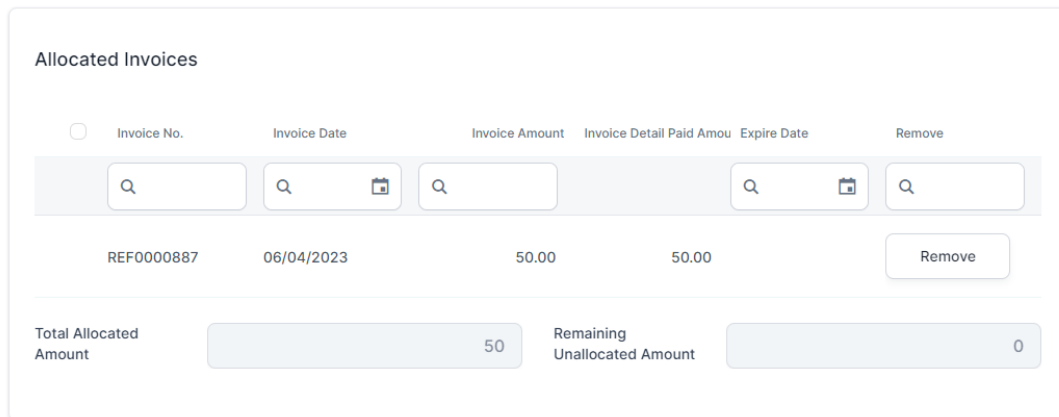 Allocated Invoices
Invoice No. Invoice Date Invoice Amount Invoice Detail Paid Amou Expire Date Remove
REF0000887 06/04/2023 50.00 50.00 Remove
Total Allocated
Amount
50
Remaining
Unallocated Amount
0